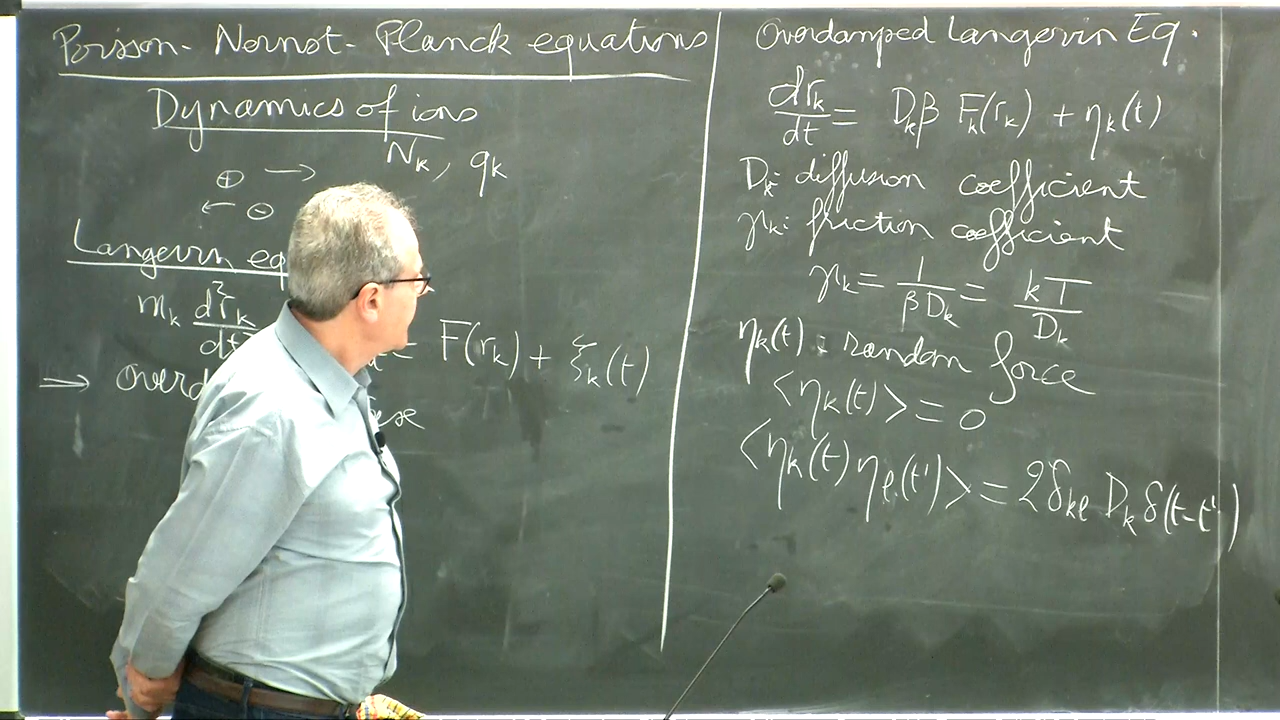 Poisson-Nernst-Planck equations
Dynamics of ions
N_k, q_k
⊕ →
← ⊖
Langevin eq
m_k d²r_k/dt² = F(r_k) + ξ_k(t)
⇒ overd
Overdamped Langevin Eq.
dr_k/dt = D_kβ F_k(r_k) + η_k(t)
D_k: diffusion coefficient
γ_k: friction coefficient
γ_k = 1/βD_k = kT/D_k
η_k(t): random force
<η_k(t)> = 0
<η_k(t) η_ℓ(t')> = 2δ_kℓ D_k δ(t-t')